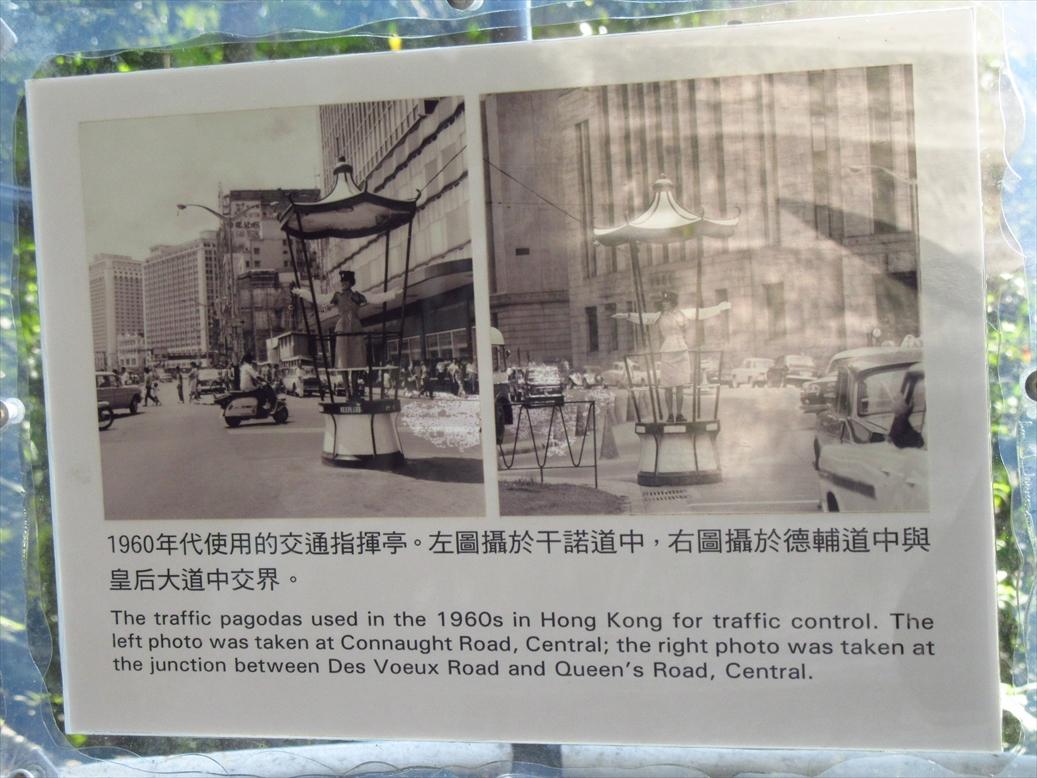 1960年代使用的交通指揮亭。左圖攝於干諾道中，右圖攝於德輔道中與
皇后大道中交界。
The traffic pagodas used in the 1960s in Hong Kong for traffic control. The
left photo was taken at Connaught Road, Central; the right photo was taken at
the junction between Des Voeux Road and Queen's Road, Central.